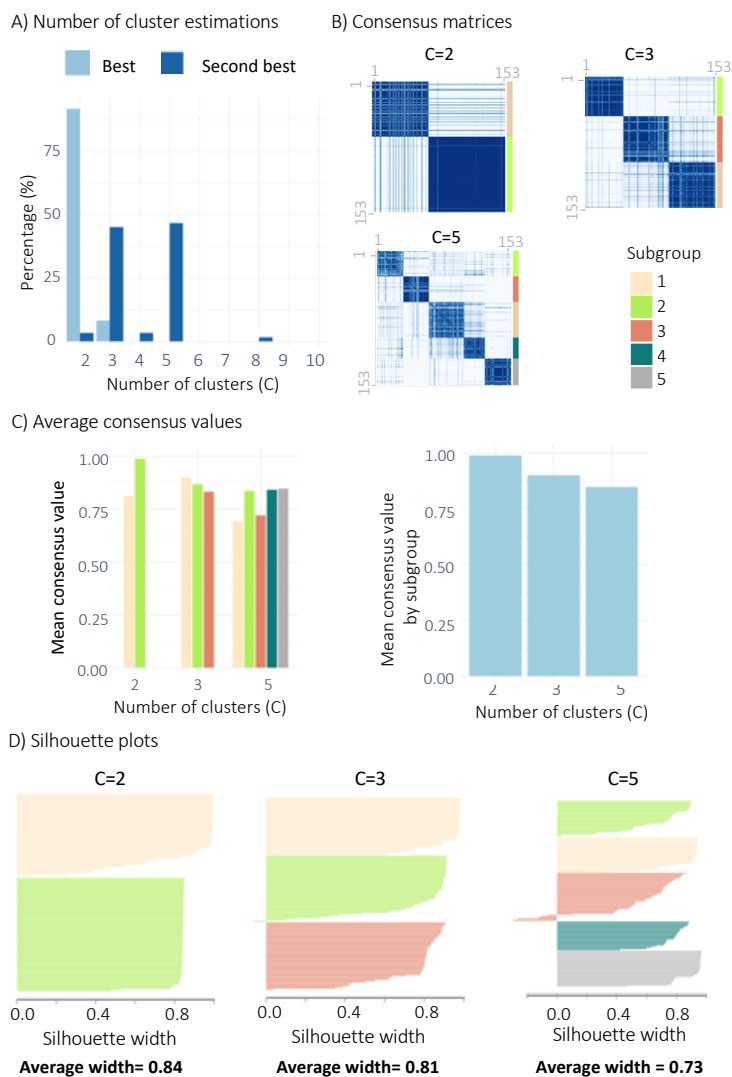 A) Number of cluster estimations
Best
Second best
Percentage (%)
75
50
25
0
2 3 4 5 6 7 8 9 10
Number of clusters (C)
B) Consensus matrices
C=2
1
153
1
153
C=3
1
153
1
153
C=5
1
153
1
153
Subgroup
1
2
3
4
5
C) Average consensus values
Mean consensus value
1.00
0.75
0.50
0.25
0.00
2 3 5
Number of clusters (C)
Mean consensus value
by subgroup
1.00
0.75
0.50
0.25
0.00
2 3 5
Number of clusters (C)
D) Silhouette plots
C=2
0.0 0.4 0.8
Silhouette width
Average width= 0.84
C=3
0.0 0.4 0.8
Silhouette width
Average width= 0.81
C=5
0.0 0.4 0.8
Silhouette width
Average width = 0.73